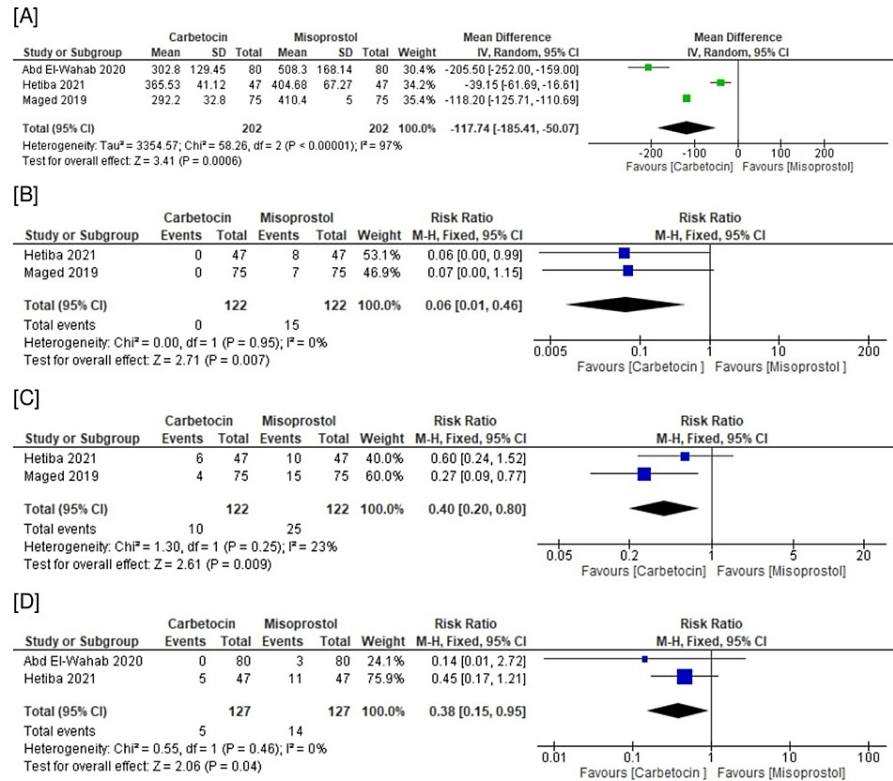 [A]
Carbetocin Misoprostol Mean Difference Mean Difference
Study or Subgroup Mean SD Total Mean SD Total Weight IV, Random, 95% CI IV, Random, 95% CI
Abd El-Wahab 2020 302.8 129.45 80 508.3 168.14 80 30.4% -205.50 [-252.00, -159.00]
Hetiba 2021 365.53 41.12 47 404.68 67.27 47 34.2% -39.15 [-61.69, -16.61]
Maged 2019 292.2 32.8 75 410.4 5 75 35.4% -118.20 [-125.71, -110.69]
Total (95% CI) 202 202 100.0% -117.74 [-185.41, -50.07]
Heterogeneity: Tau² = 3354.57; Chi² = 58.26, df = 2 (P < 0.00001); I² = 97%
Test for overall effect: Z = 3.41 (P = 0.0006)
-200 -100 0 100 200
Favours [Carbetocin] Favours [Misoprostol]
[B]
Carbetocin Misoprostol Risk Ratio Risk Ratio
Study or Subgroup Events Total Events Total Weight M-H, Fixed, 95% CI M-H, Fixed, 95% CI
Hetiba 2021 0 47 8 47 53.1% 0.06 [0.00, 0.99]
Maged 2019 0 75 7 75 46.9% 0.07 [0.00, 1.15]
Total (95% CI) 122 122 100.0% 0.06 [0.01, 0.46]
Total events 0 15
Heterogeneity: Chi² = 0.00, df = 1 (P = 0.95); I² = 0%
Test for overall effect: Z = 2.71 (P = 0.007)
0.005 0.1 1 10 200
Favours [Carbetocin ] Favours [Misoprostol ]
[C]
Carbetocin Misoprostol Risk Ratio Risk Ratio
Study or Subgroup Events Total Events Total Weight M-H, Fixed, 95% CI M-H, Fixed, 95% CI
Hetiba 2021 6 47 10 47 40.0% 0.60 [0.24, 1.52]
Maged 2019 4 75 15 75 60.0% 0.27 [0.09, 0.77]
Total (95% CI) 122 122 100.0% 0.40 [0.20, 0.80]
Total events 10 25
Heterogeneity: Chi² = 1.30, df = 1 (P = 0.25); I² = 23%
Test for overall effect: Z = 2.61 (P = 0.009)
0.05 0.2 1 5 20
Favours [Carbetocin] Favours [Misoprostol]
[D]
Carbetocin Misoprostol Risk Ratio Risk Ratio
Study or Subgroup Events Total Events Total Weight M-H, Fixed, 95% CI M-H, Fixed, 95% CI
Abd El-Wahab 2020 0 80 3 80 24.1% 0.14 [0.01, 2.72]
Hetiba 2021 5 47 11 47 75.9% 0.45 [0.17, 1.21]
Total (95% CI) 127 127 100.0% 0.38 [0.15, 0.95]
Total events 5 14
Heterogeneity: Chi² = 0.55, df = 1 (P = 0.46); I² = 0%
Test for overall effect: Z = 2.06 (P = 0.04)
0.01 0.1 1 10 100
Favours [Carbetocin] Favours [Misoprostol]